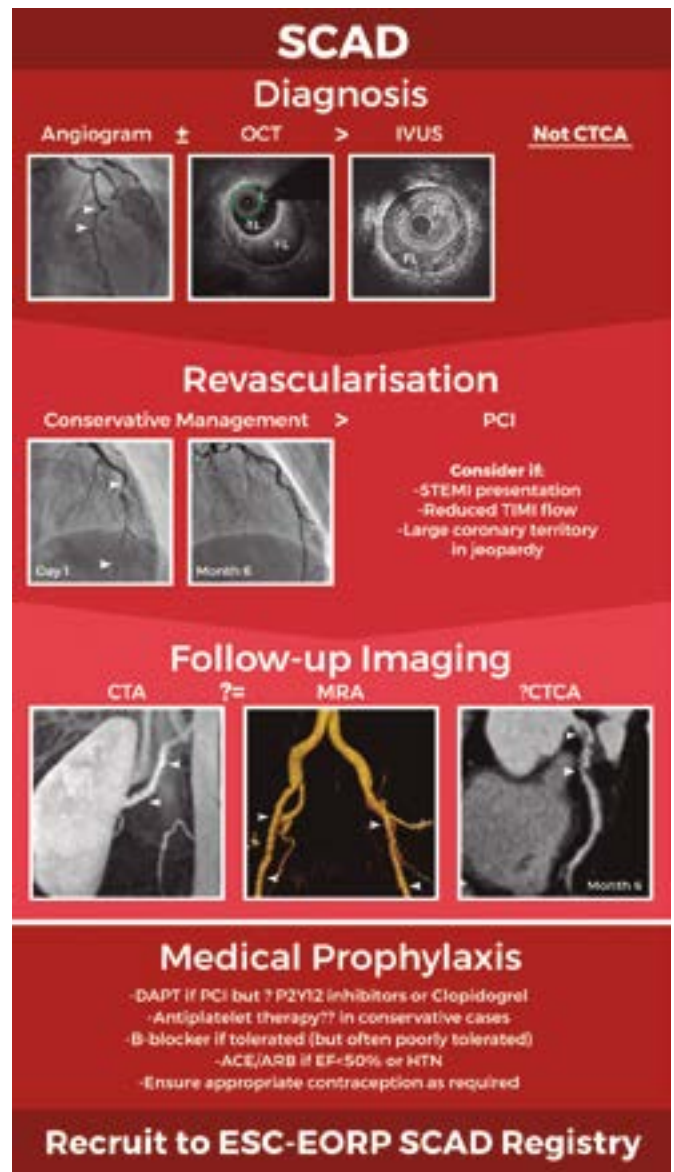 SCAD
Diagnosis
Angiogram ± OCT > IVUS Not CTCA
FL
FL
Revascularisation
Conservative Management > PCI
Consider if:
-STEMI presentation
-Reduced TIMI flow
-Large coronary territory
in jeopardy
Day 1
Month 6
Follow-up Imaging
CTA ?= MRA ?CTCA
Month 6
Medical Prophylaxis
-DAPT if PCI but ? P2Y12 inhibitors or Clopidogrel
-Antiplatelet therapy?? in conservative cases
-B-blocker if tolerated (but often poorly tolerated)
-ACE/ARB if EF<50% or HTN
-Ensure appropriate contraception as required
Recruit to ESC-EORP SCAD Registry